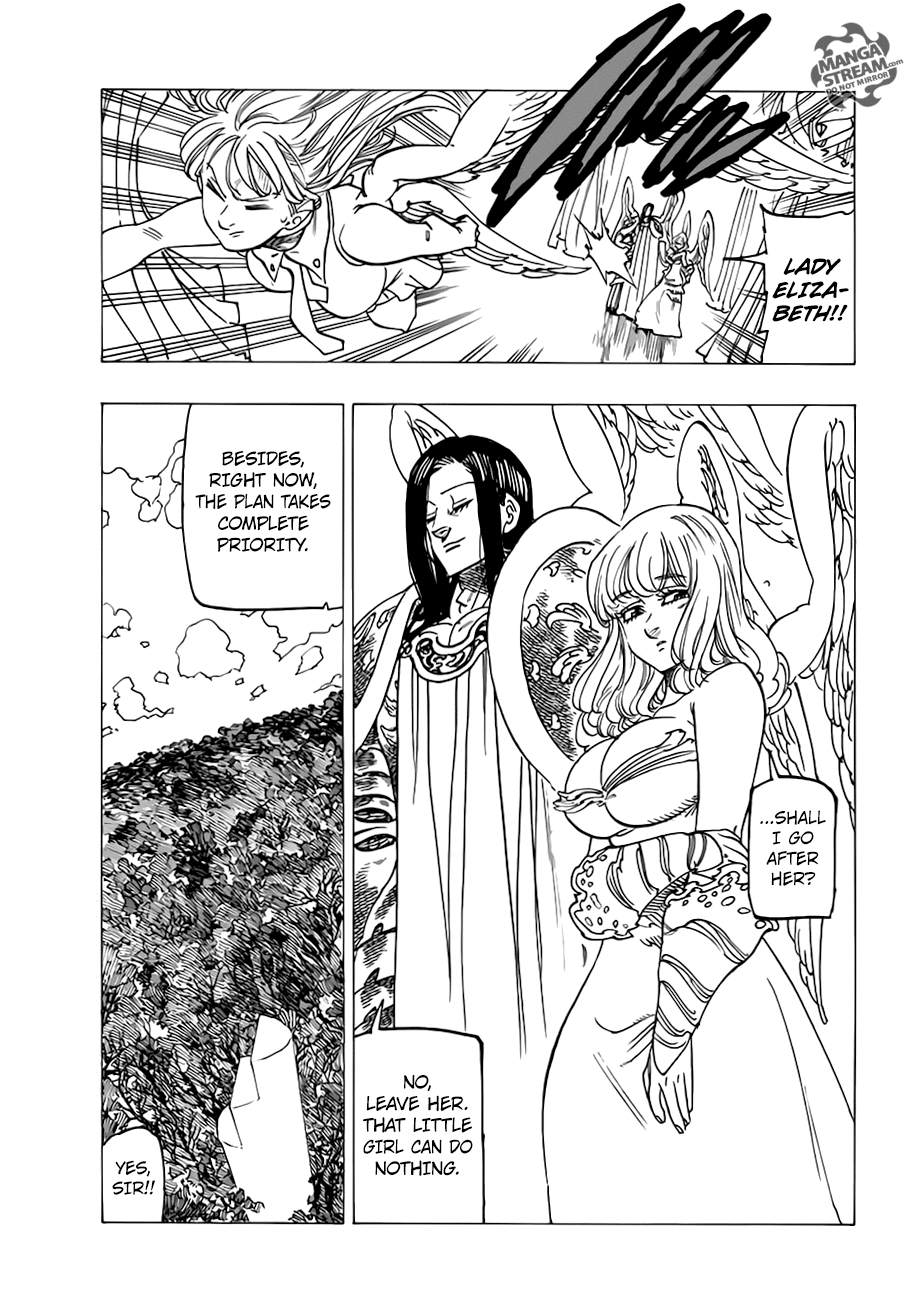 MANGA
STREAM.com
DO NOT MIRROR
LADY
ELIZA-
BETH!!
...SHALL
I GO
AFTER
HER?
NO,
LEAVE HER.
THAT LITTLE
GIRL CAN DO
NOTHING.
BESIDES,
RIGHT NOW,
THE PLAN TAKES
COMPLETE
PRIORITY.
YES,
SIR!!